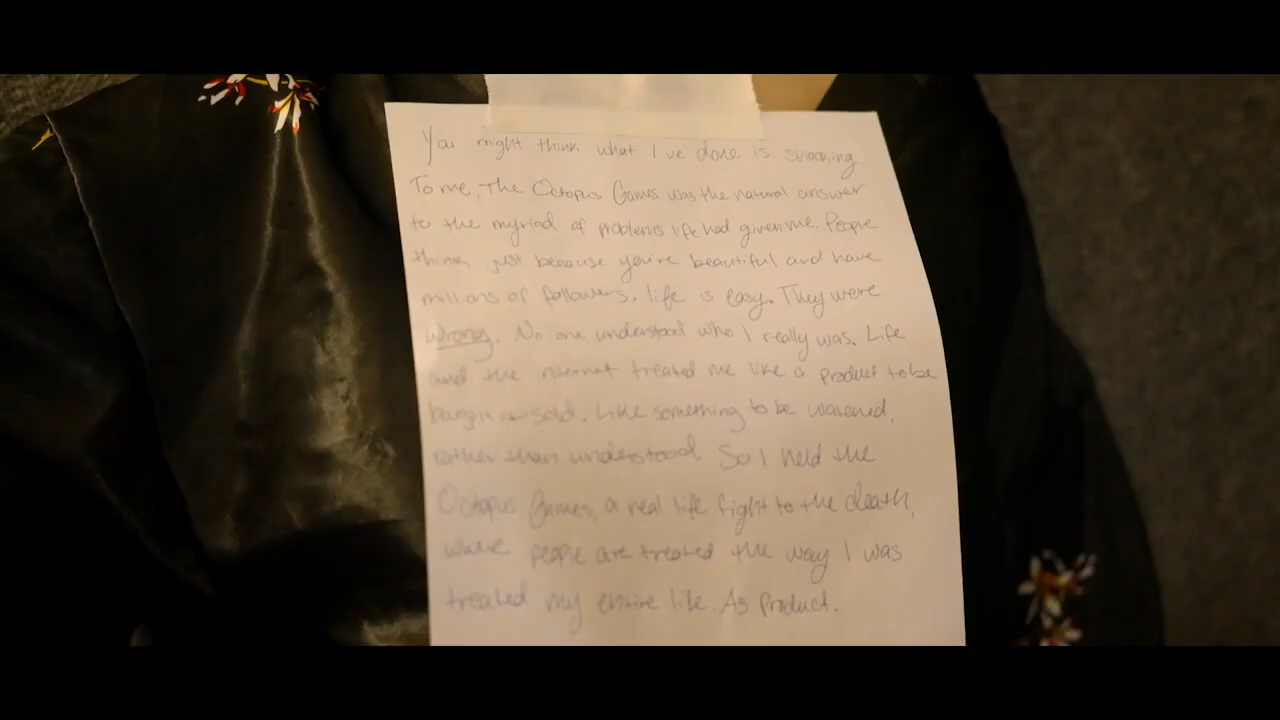 You might think what I've done is shocking.
To me, The Octopus Games was the natural answer
to the myriad of problems life had given me. People
think just because you're beautiful and have
millions of followers, life is easy. They were
wrong. No one understood who I really was. Life
and the internet treated me like a product to be
bought or sold. Like something to be watched,
rather than understood. So I held the
Octopus Games, a real life fight to the death,
where people are treated the way I was
treated my entire life. As product.